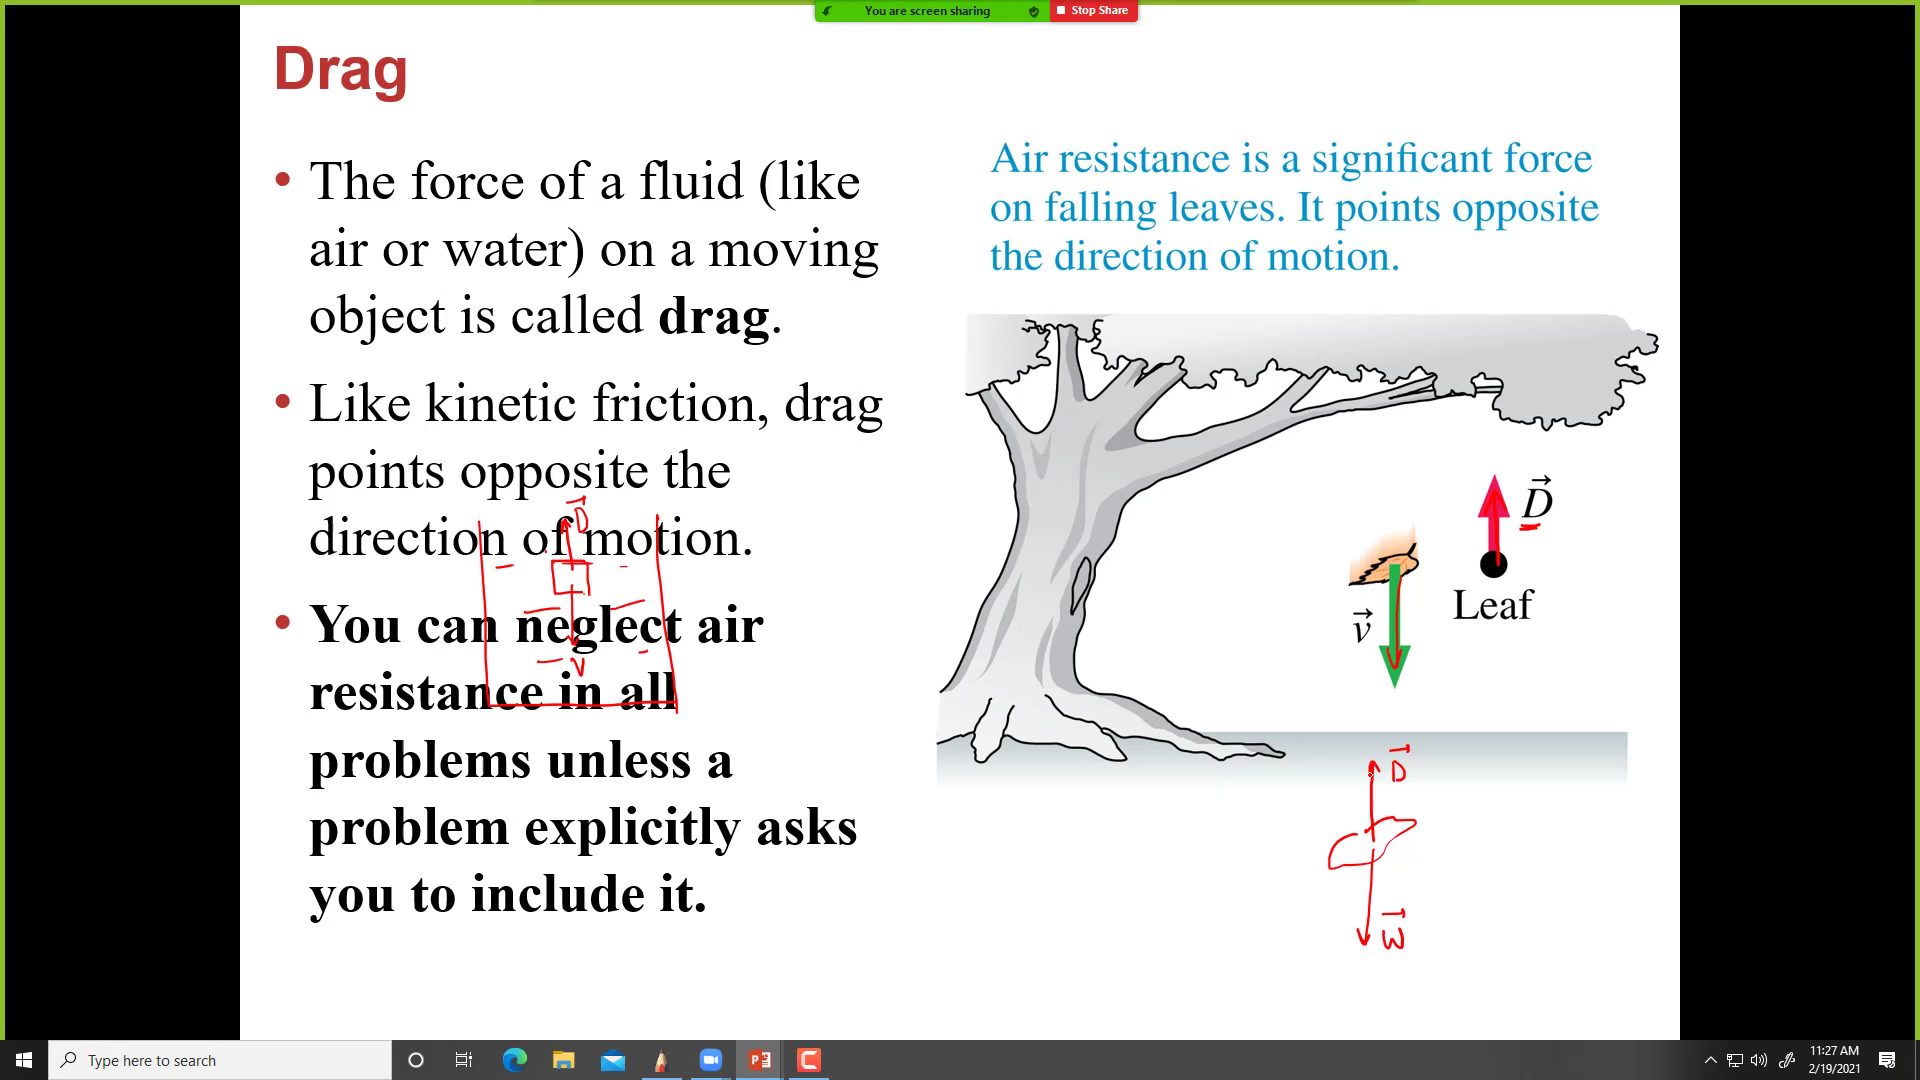 You are screen sharing
Stop Share
Drag
• The force of a fluid (like
air or water) on a moving
object is called drag.
• Like kinetic friction, drag
points opposite the
direction of motion.
• You can neglect air
resistance in all
problems unless a
problem explicitly asks
you to include it.
D
V
Air resistance is a significant force
on falling leaves. It points opposite
the direction of motion.
D
Leaf
v
D
ω
Type here to search
11:27 AM
2/19/2021